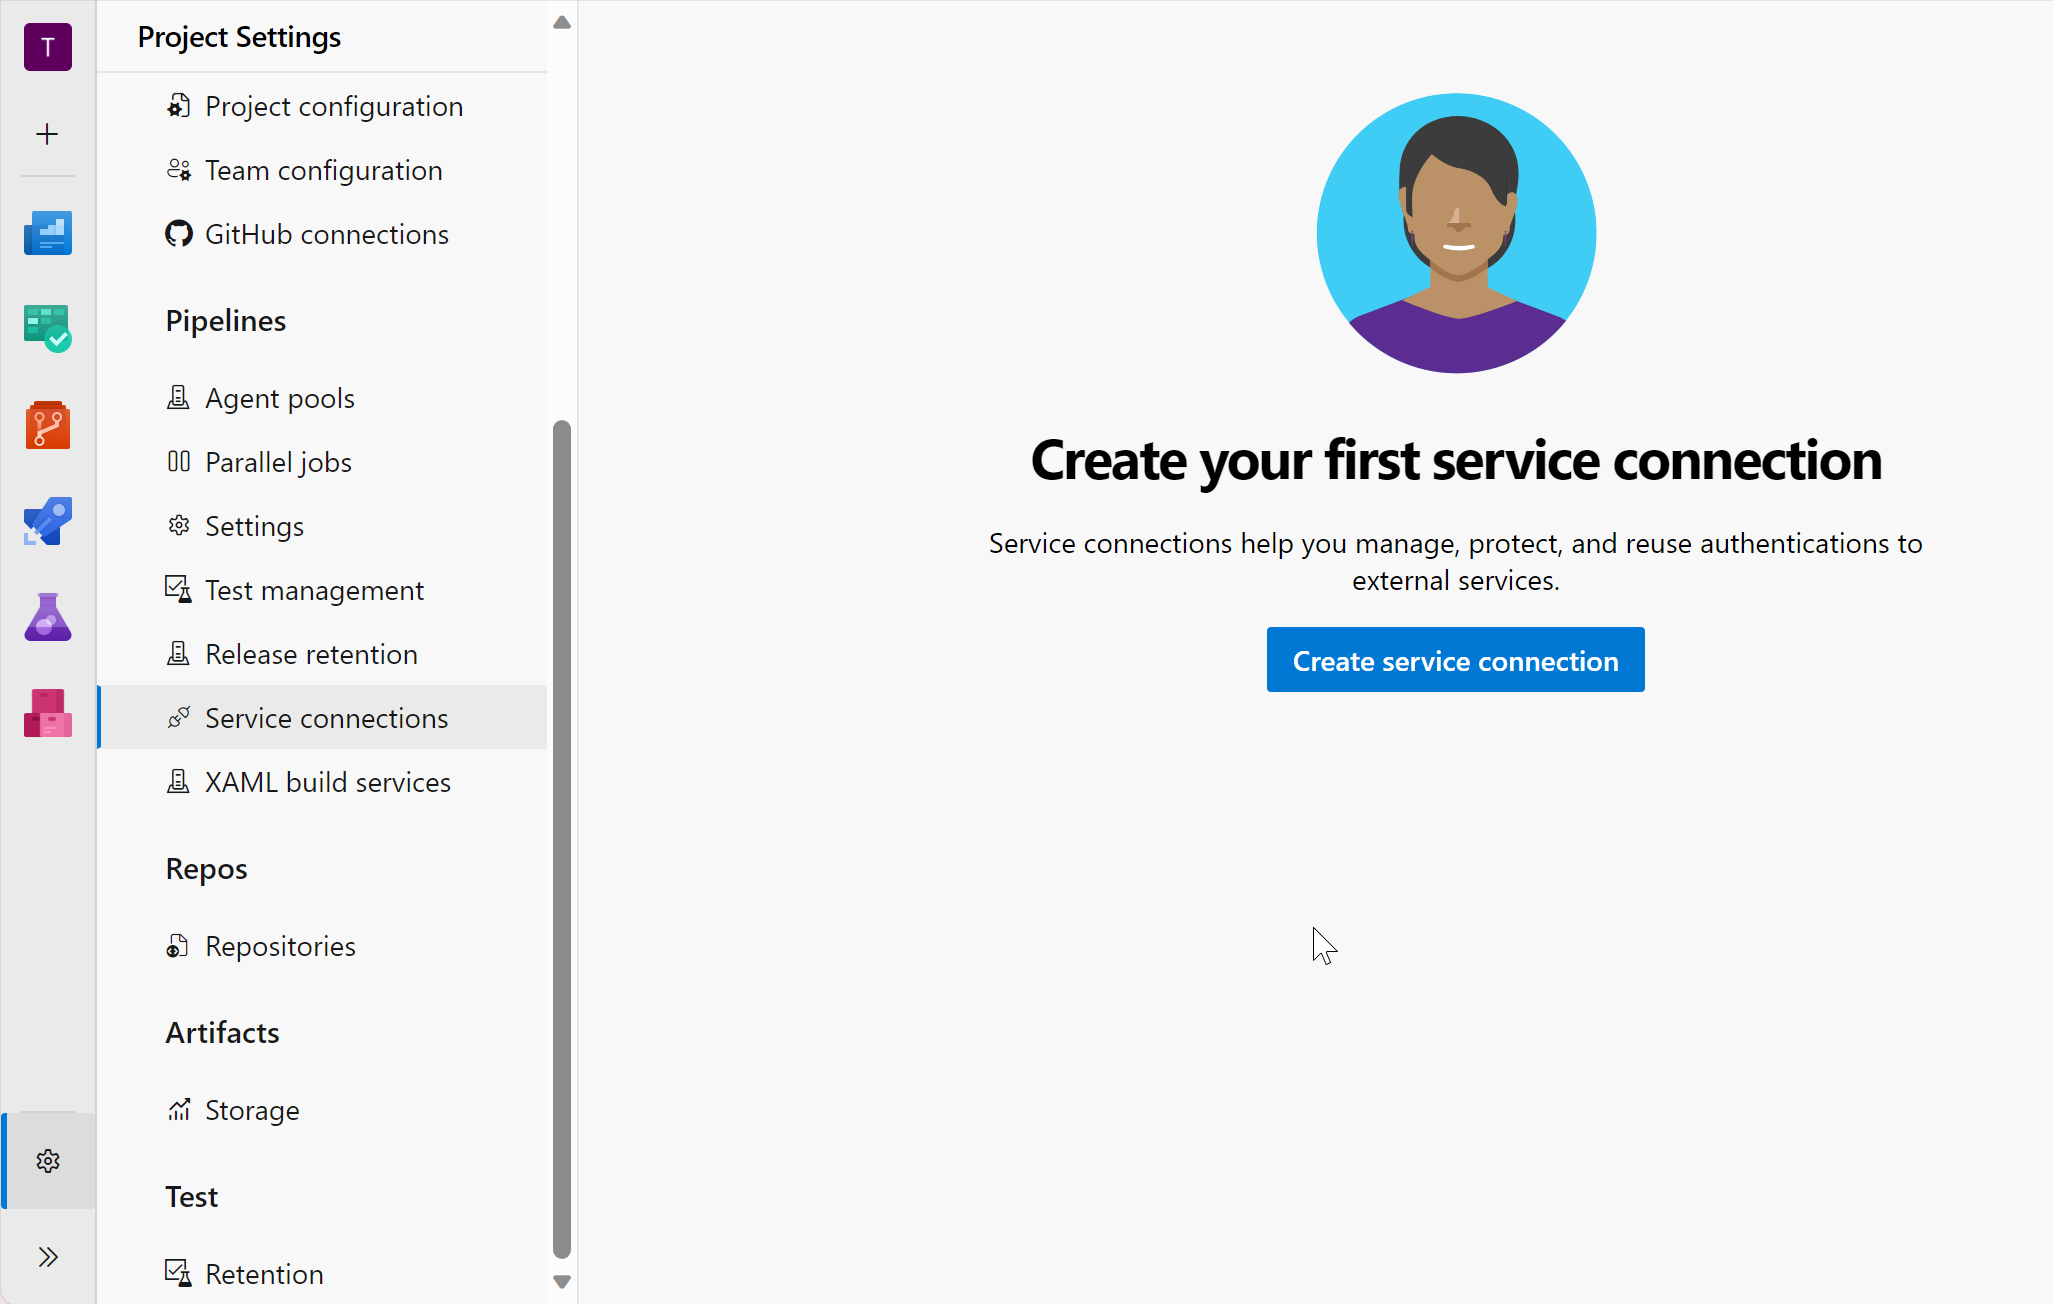 T
Project Settings
Project configuration
Team configuration
GitHub connections
Pipelines
Agent pools
Parallel jobs
Settings
Test management
Release retention
Service connections
XAML build services
Repos
Repositories
Artifacts
Storage
Test
Retention
Create your first service connection
Service connections help you manage, protect, and reuse authentications to
external services.
Create service connection